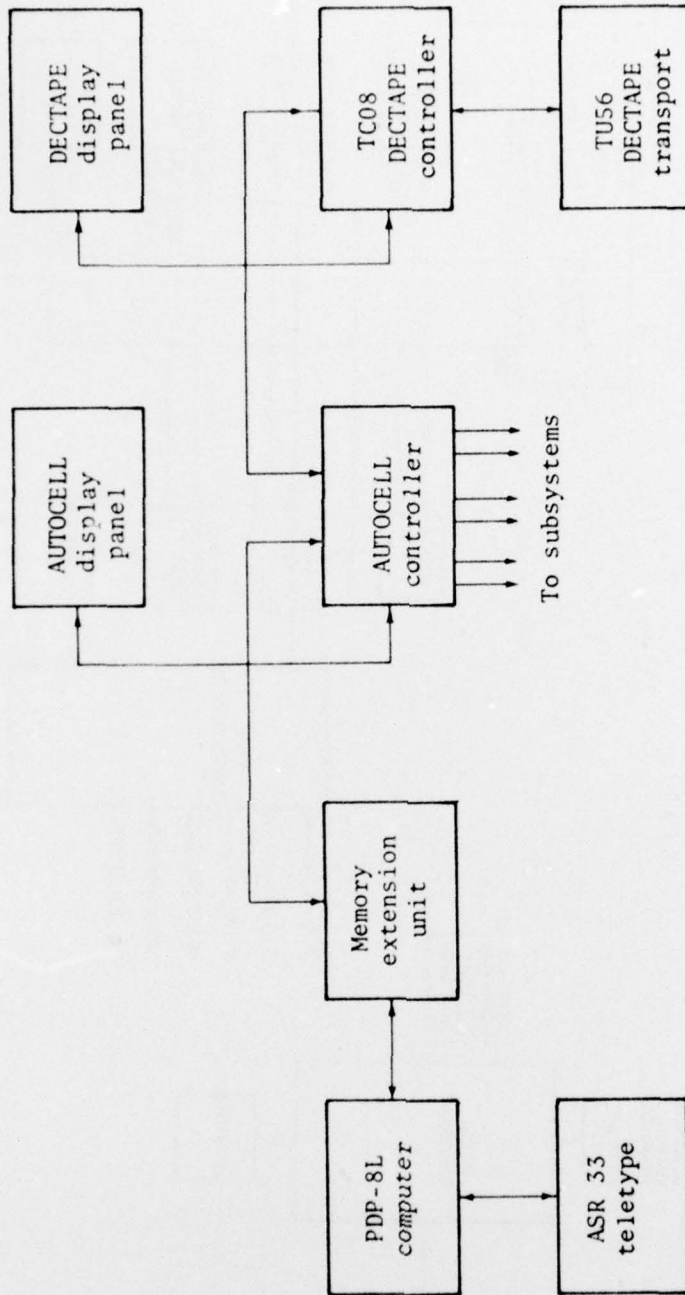 AUTOCELL
display
panel
DECTAPE
display
panel
PDP-8L
computer
Memory
extension
unit
AUTOCELL
controller
TC08
DECTAPE
controller
To subsystems
ASR 33
teletype
TU56
DECTAPE
transport